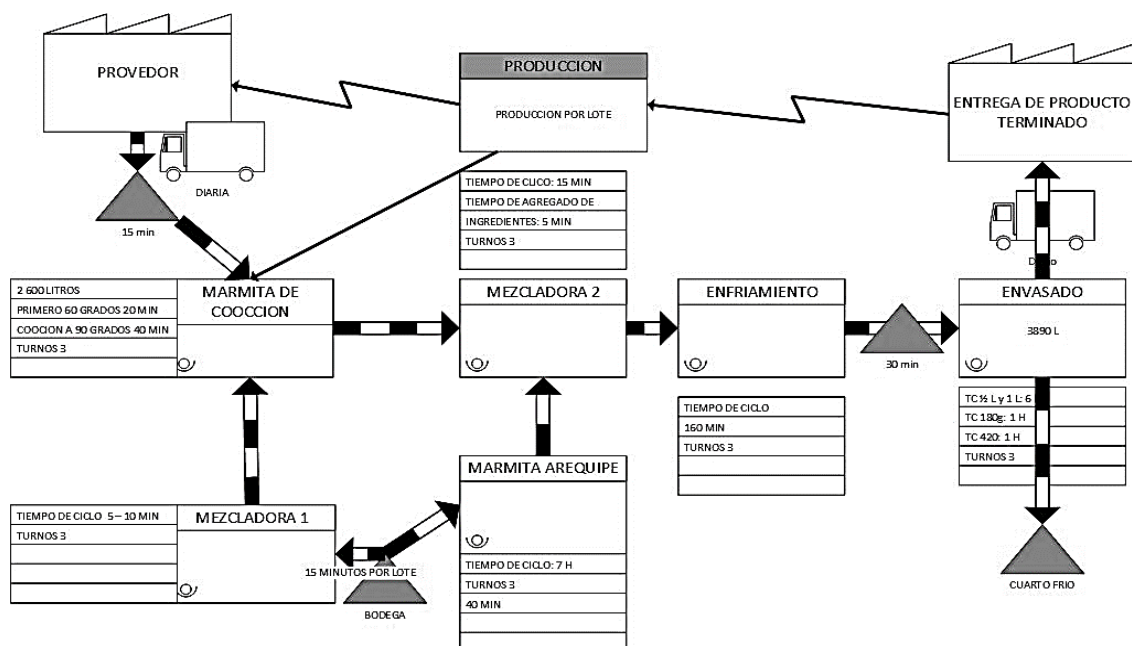 PROVEDOR
DIARIA
15 min
PRODUCCION
PRODUCCION POR LOTE
ENTREGA DE PRODUCTO
TERMINADO
TIEMPO DE CLICO: 15 MIN
TIEMPO DE AGREGADO DE
INGREDIENTES: 5 MIN
TURNOS 3
2 600 LITROS
PRIMERO 60 GRADOS 20 MIN
COOCION A 90 GRADOS 40 MIN
TURNOS 3
MARMITA DE
COOCCION
MEZCLADORA 2
ENFRIAMIENTO
30 min
ENVASADO
3890 L
TIEMPO DE CICLO
160 MIN
TURNOS 3
TC ½ L y 1 L: 6
TC 180g: 1 H
TC 420: 1 H
TURNOS 3
TIEMPO DE CICLO 5 – 10 MIN
TURNOS 3
MEZCLADORA 1
15 MINUTOS POR LOTE
BODEGA
MARMITA AREQUIPE
TIEMPO DE CICLO: 7 H
TURNOS 3
40 MIN
CUARTO FRIO